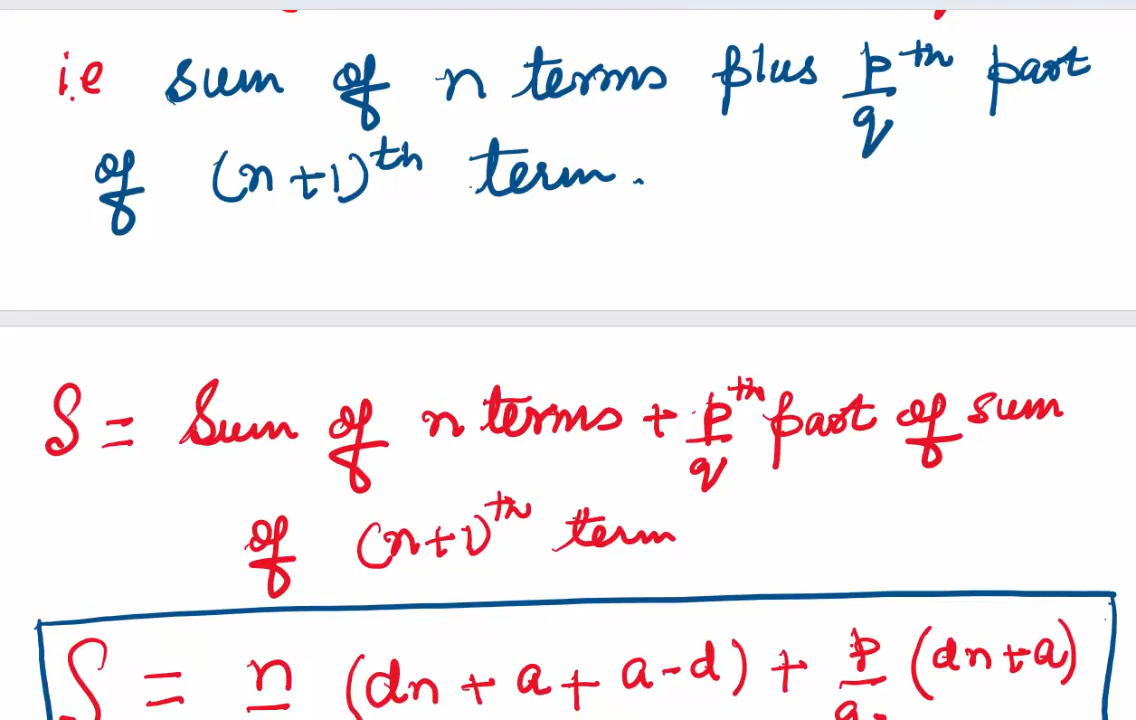 i.e sum of n terms plus p/q th part
of (n+1)th term.
S = Sum of n terms + p/q th part of sum
of (n+1)th term
S = n (dn + a + a-d) + p/q (dn+a)